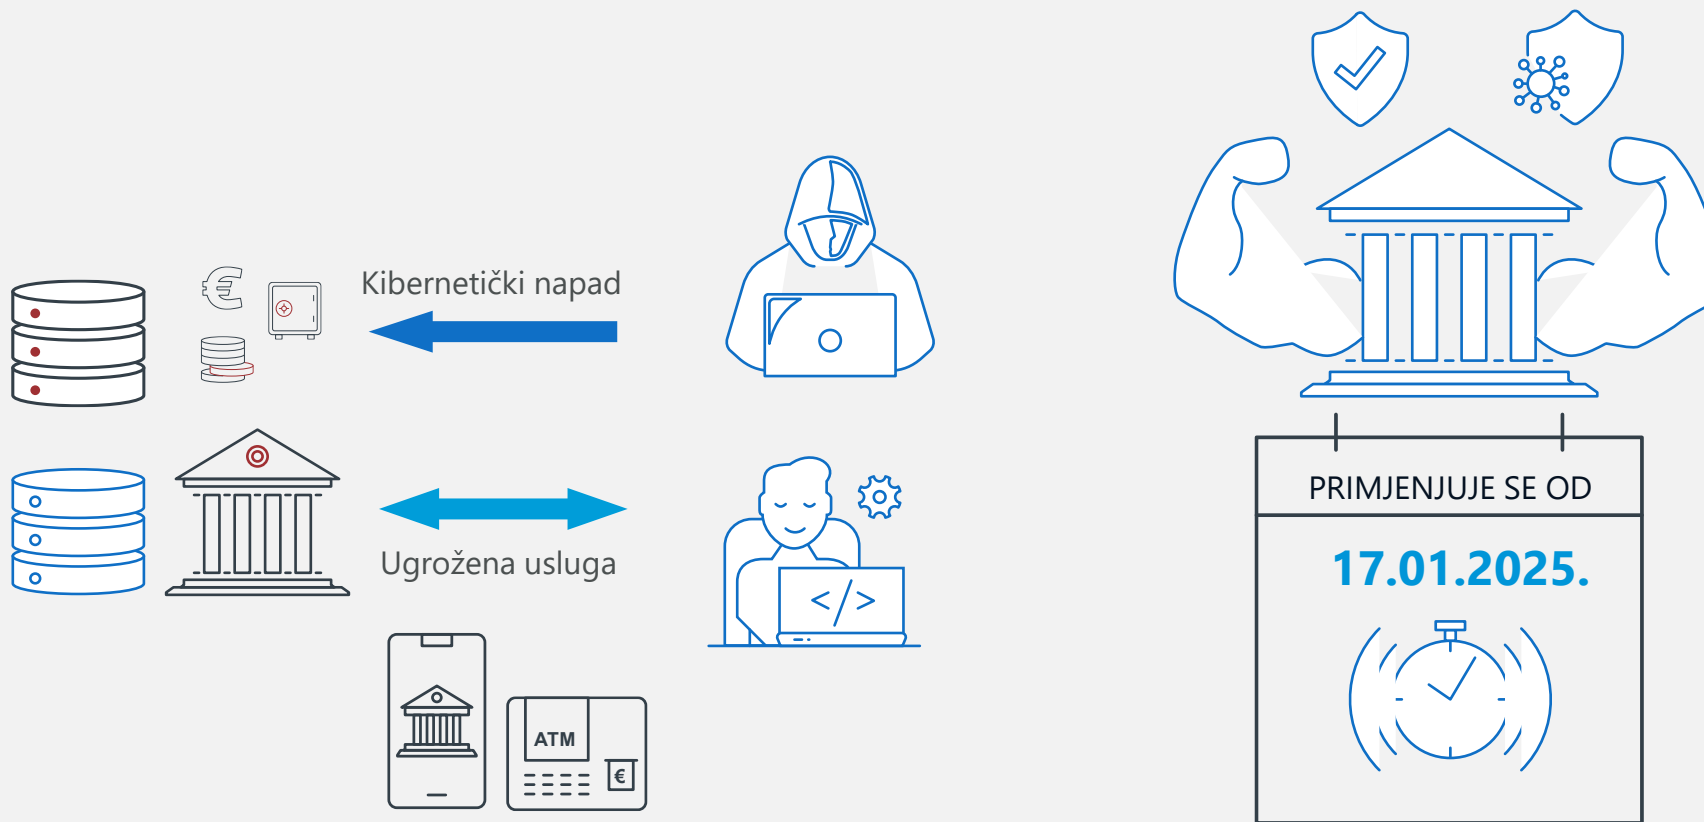 Kibernetički napad
Ugrožena usluga
ATM
€
PRIMJENJUJE SE OD
17.01.2025.